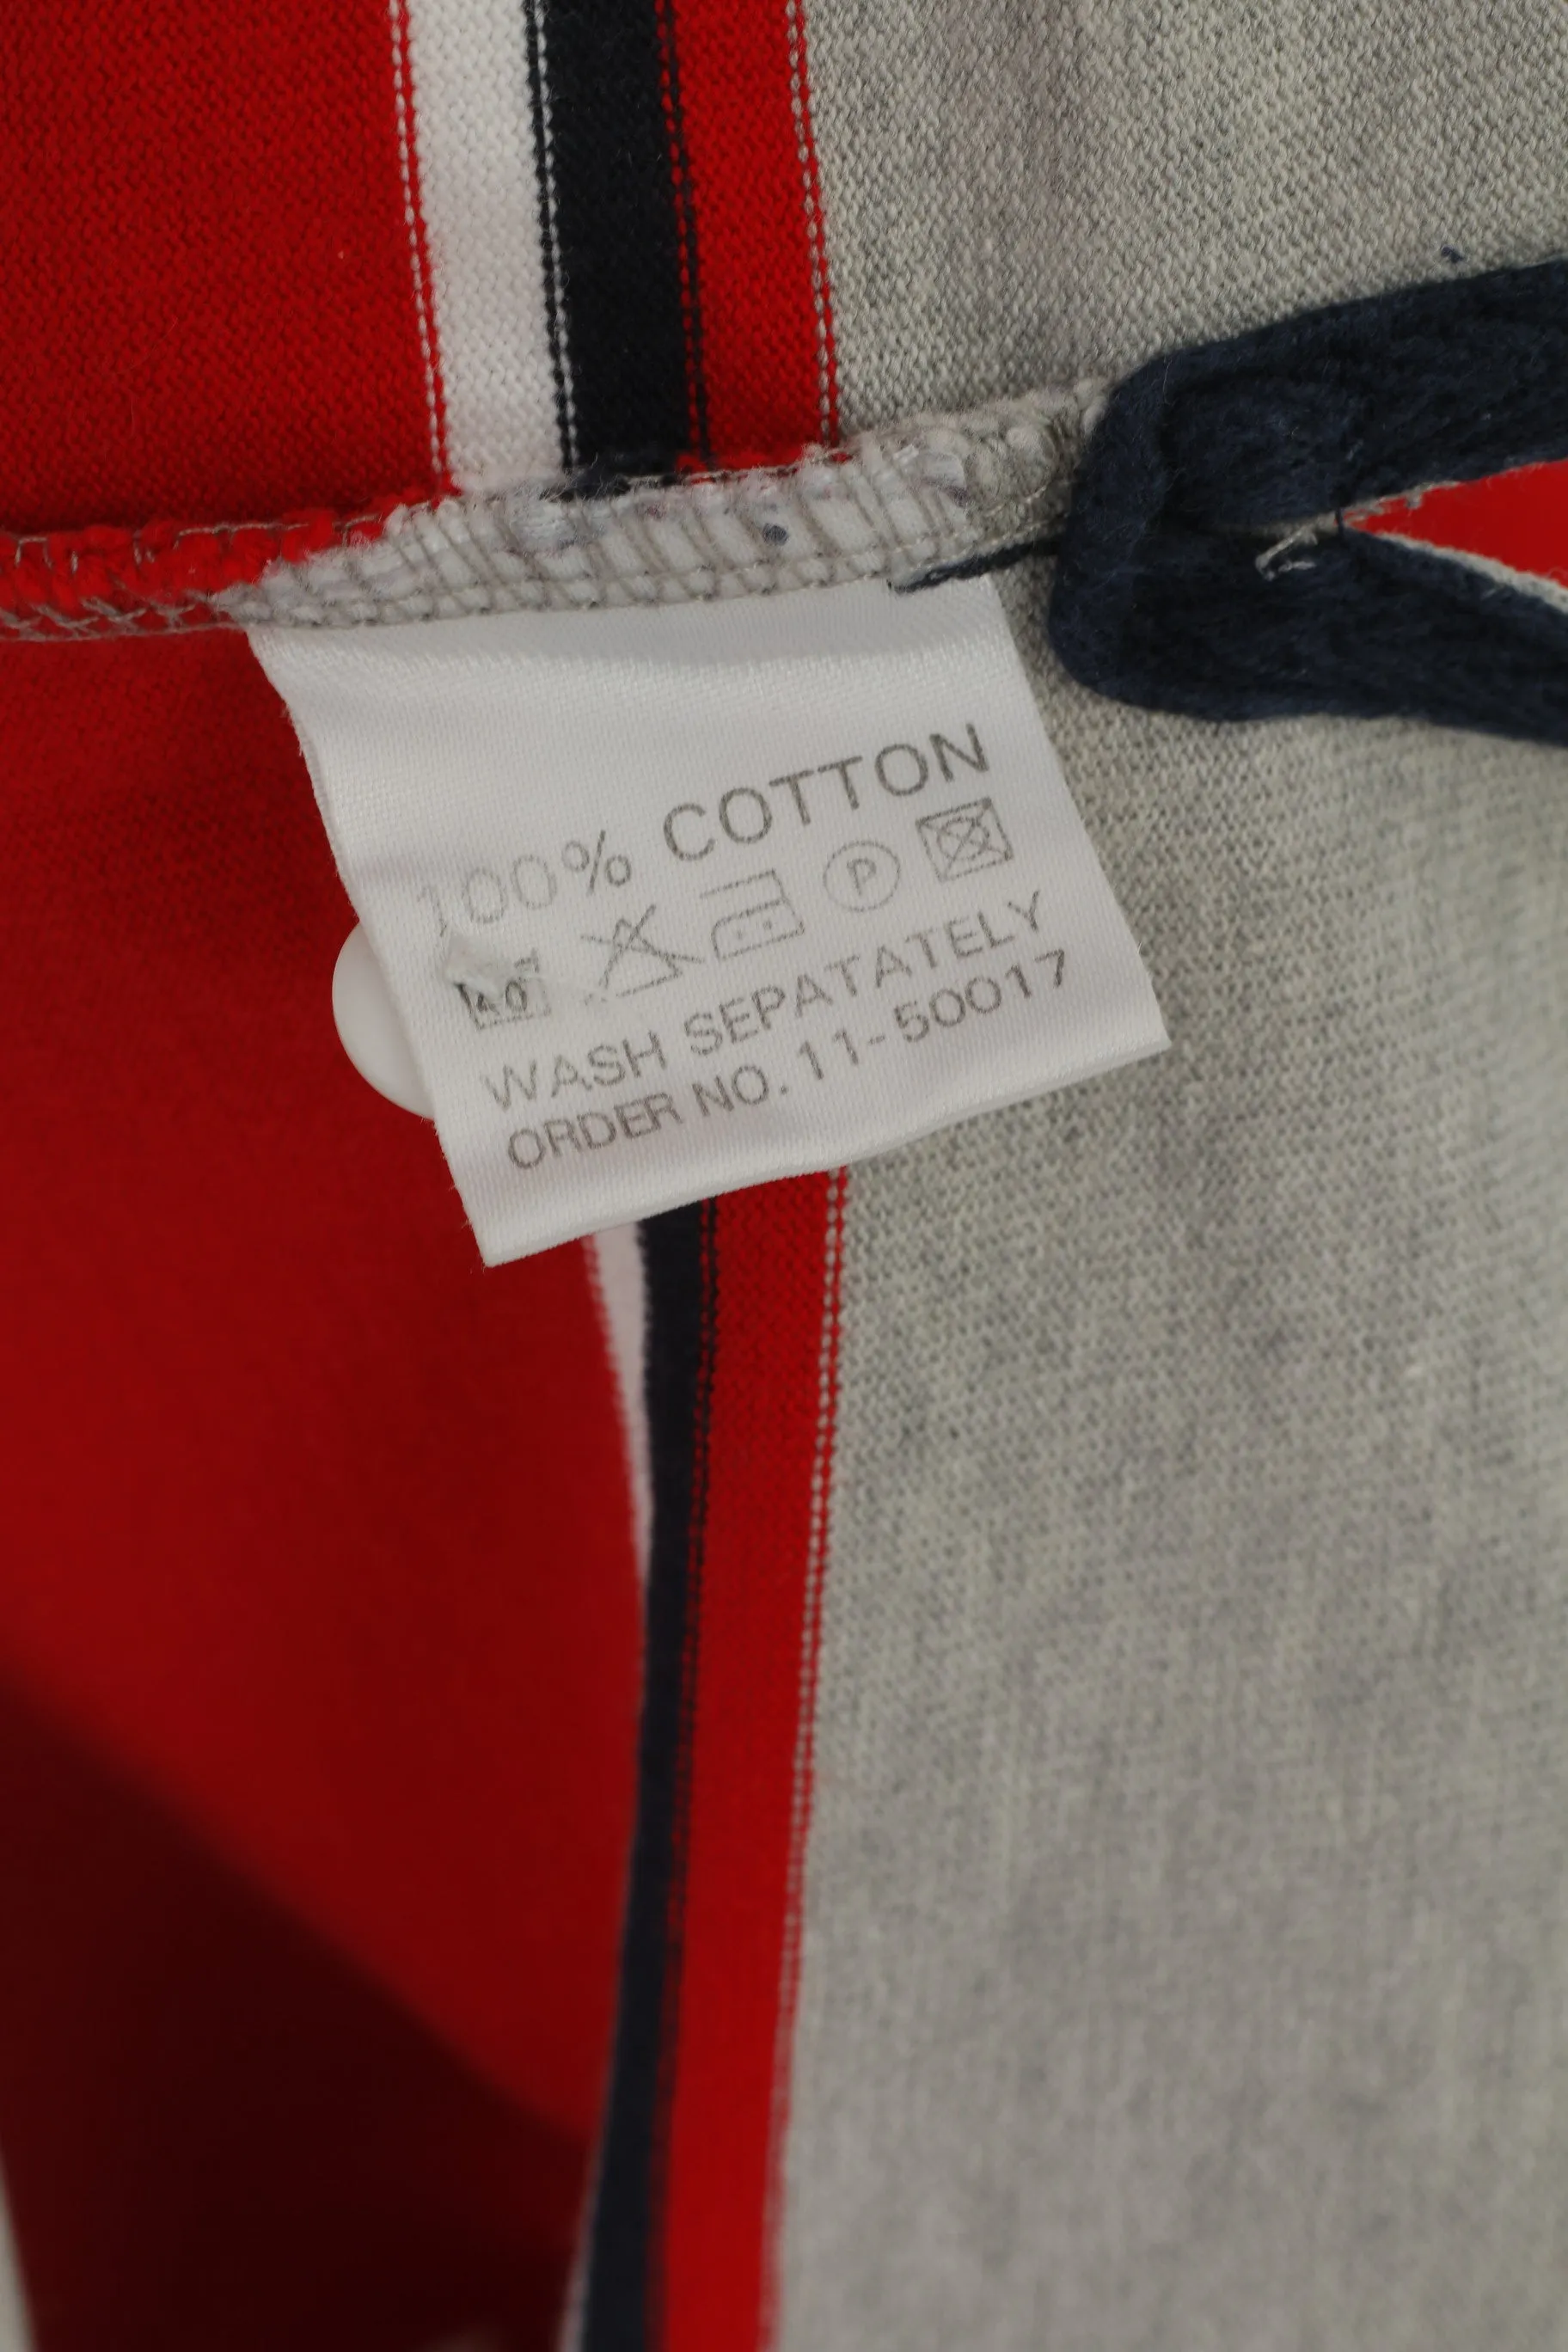 100% COTTON
40 P
WASH SEPATATELY
ORDER NO. 11-50017